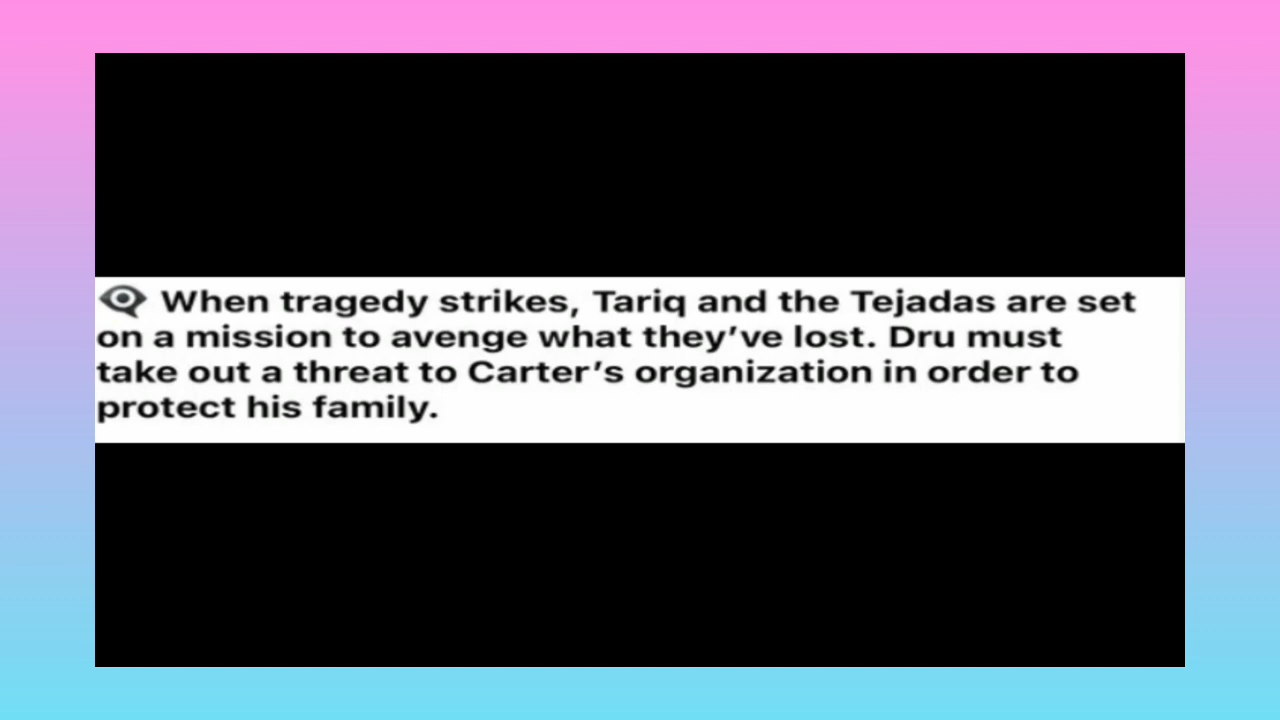 👁️‍🗨️ When tragedy strikes, Tariq and the Tejadas are set
on a mission to avenge what they’ve lost. Dru must
take out a threat to Carter’s organization in order to
protect his family.